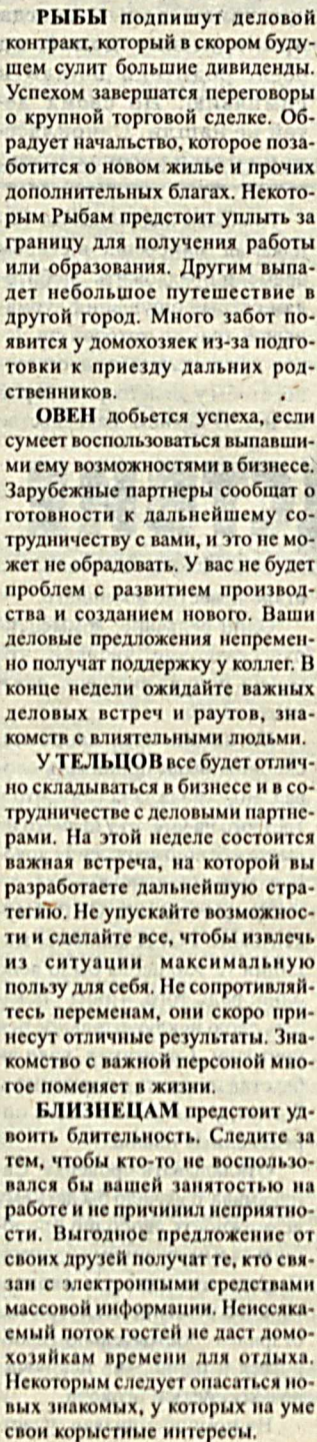 РЫБЫ подпишут деловой
контракт, который в скором буду-
щем сулит большие дивиденды.
Успехом завершатся переговоры
о крупной торговой сделке. Об-
радует начальство, которое поза-
ботится о новом жилье и прочих
дополнительных благах. Некото-
рым Рыбам предстоит уплыть за
границу для получения работы
или образования. Другим выпа-
дет небольшое путешествие в
другой город. Много забот по-
явится у домохозяек из-за подго-
товки к приезду дальних род-
ственников.
ОВЕН добьется успеха, если
сумеет воспользоваться выпавши-
ми ему возможностями в бизнесе.
Зарубежные партнеры сообщат о
готовности к дальнейшему со-
трудничеству с вами, и это не мо-
жет не обрадовать. У вас не будет
проблем с развитием производ-
ства и созданием нового. Ваши
деловые предложения непремен-
но получат поддержку у коллег. В
конце недели ожидайте важных
деловых встреч и раутов, зна-
комств с влиятельными людьми.
У ТЕЛЬЦОВ все будет отлич-
но складываться в бизнесе и в со-
трудничестве с деловыми партне-
рами. На этой неделе состоится
важная встреча, на которой вы
разработаете дальнейшую стра-
тегию. Не упускайте возможнос-
ти и сделайте все, чтобы извлечь
из ситуации максимальную
пользу для себя. Не сопротивляй-
тесь переменам, они скоро при-
несут отличные результаты. Зна-
комство с важной персоной мно-
гое поменяет в жизни.
БЛИЗНЕЦАМ предстоит уд-
воить бдительность. Следите за
тем, чтобы кто-то не воспользо-
вался бы вашей занятостью на
работе и не причинил неприятно-
сти. Выгодное предложение от
своих друзей получат те, кто свя-
зан с электронными средствами
массовой информации. Неиссяка-
емый поток гостей не даст домо-
хозяйкам времени для отдыха.
Некоторым следует опасаться но-
вых знакомых, у которых на уме
свои корыстные интересы.